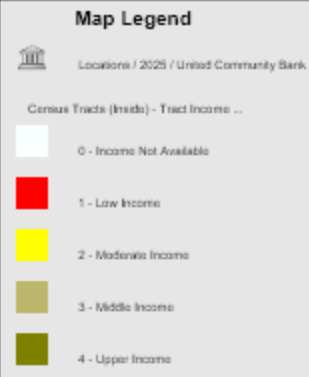 Map Legend
Locations / 2025 / United Community Bank
Census Tracts (Inside) - Tract Income ...
0 - Income Not Available
1 - Low Income
2 - Moderate Income
3 - Middle Income
4 - Upper Income